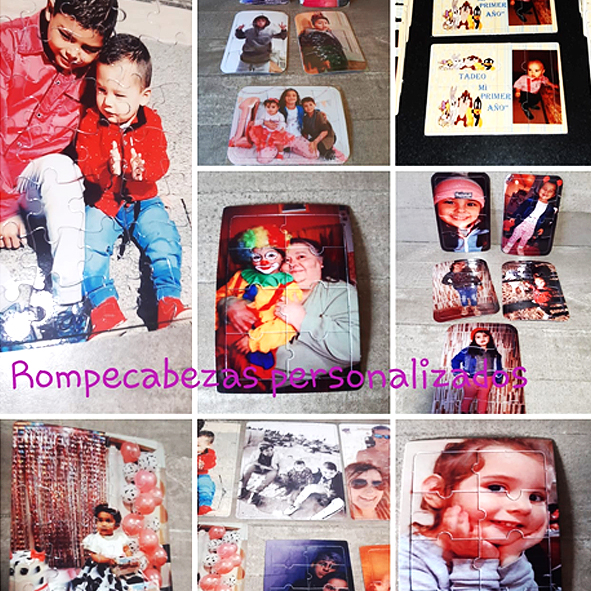 PRIMER
AÑO"
TADEO
Mi
PRIMER
AÑO"
Rompecabezas personalizados